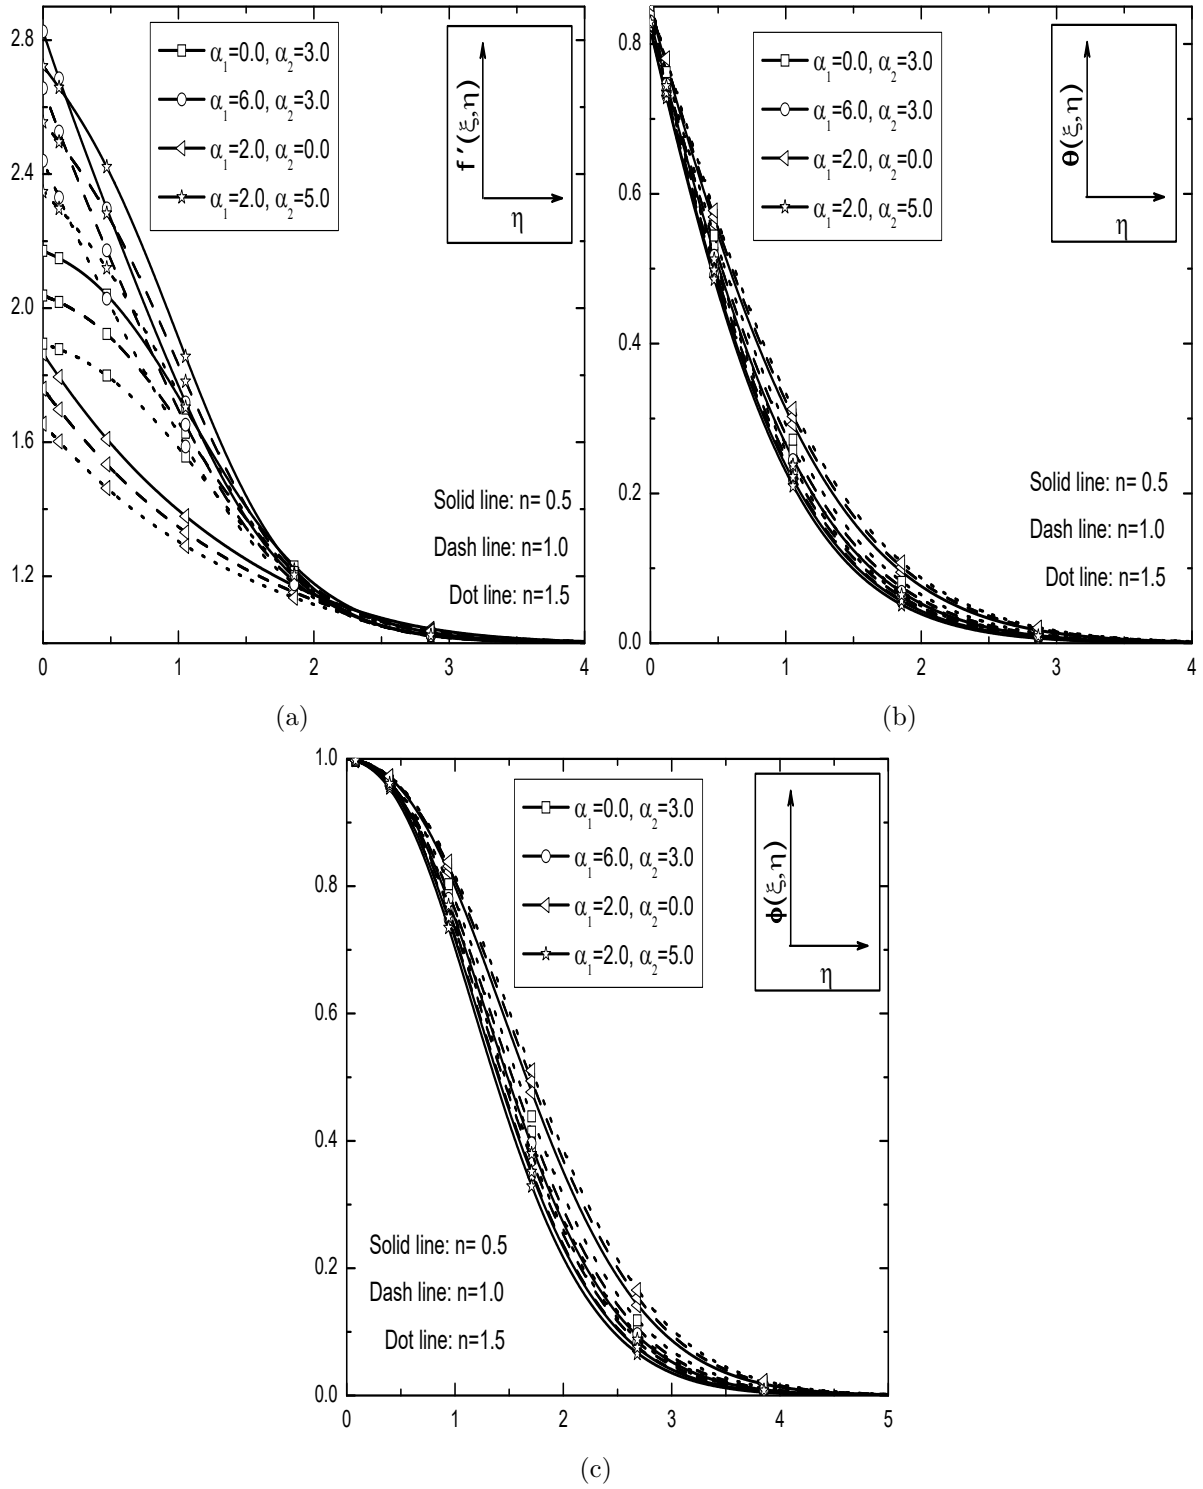 2.8
2.4
2.0
1.6
1.2
0
1
2
3
4
α₁=0.0, α₂=3.0
α₁=6.0, α₂=3.0
α₁=2.0, α₂=0.0
α₁=2.0, α₂=5.0
f ′(ξ,η)
η
Solid line: n= 0.5
Dash line: n=1.0
Dot line: n=1.5
(a)
0.8
0.6
0.4
0.2
0.0
0
1
2
3
4
α₁=0.0, α₂=3.0
α₁=6.0, α₂=3.0
α₁=2.0, α₂=0.0
α₁=2.0, α₂=5.0
θ(ξ,η)
η
Solid line: n= 0.5
Dash line: n=1.0
Dot line: n=1.5
(b)
1.0
0.8
0.6
0.4
0.2
0.0
0
1
2
3
4
5
α₁=0.0, α₂=3.0
α₁=6.0, α₂=3.0
α₁=2.0, α₂=0.0
α₁=2.0, α₂=5.0
ϕ(ξ,η)
η
Solid line: n= 0.5
Dash line: n=1.0
Dot line: n=1.5
(c)